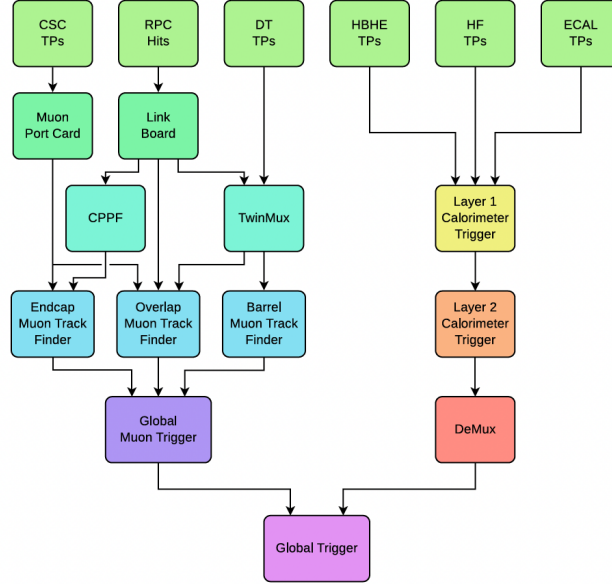 CSC
TPs
RPC
Hits
DT
TPs
HBHE
TPs
HF
TPs
ECAL
TPs
Muon
Port Card
Link
Board
CPPF
TwinMux
Layer 1
Calorimeter
Trigger
Endcap
Muon Track
Finder
Overlap
Muon Track
Finder
Barrel
Muon Track
Finder
Layer 2
Calorimeter
Trigger
Global
Muon Trigger
DeMux
Global Trigger